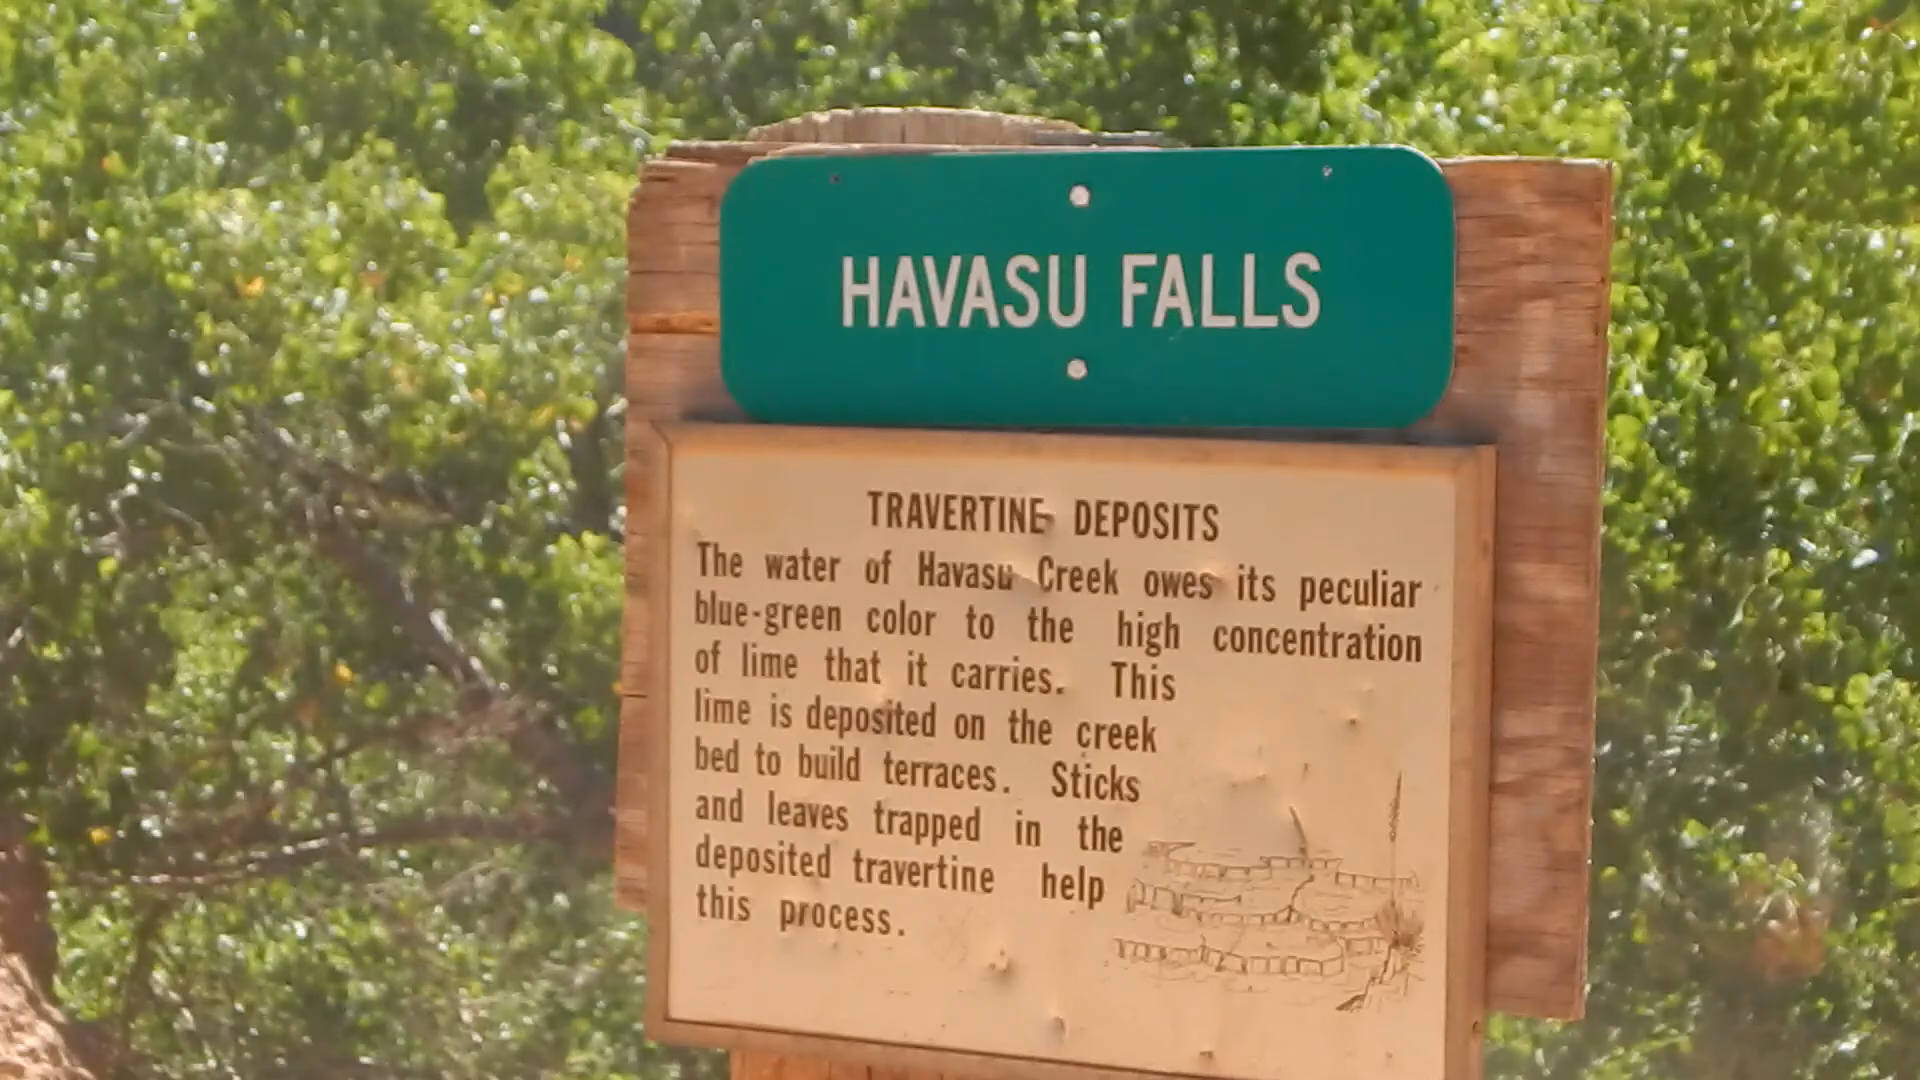 HAVASU FALLS
TRAVERTINE DEPOSITS
The water of Havasu Creek owes its peculiar
blue-green color to the high concentration
of lime that it carries. This
lime is deposited on the creek
bed to build terraces. Sticks
and leaves trapped in the
deposited travertine help
this process.